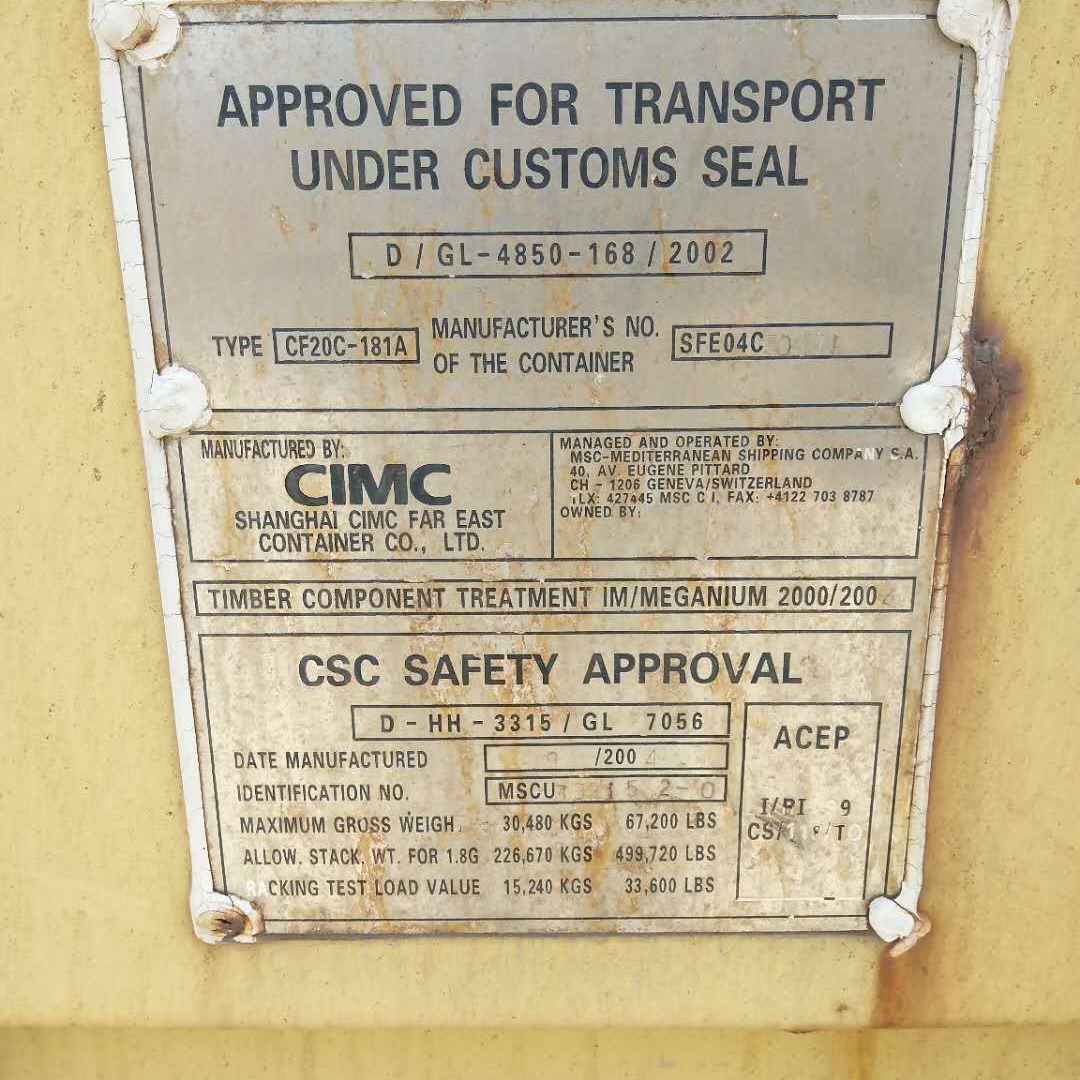 APPROVED FOR TRANSPORT
UNDER CUSTOMS SEAL
D / GL-4850-168 / 2002
TYPE CF20C-181A MANUFACTURER'S NO. OF THE CONTAINER SFE04C
MANUFACTURED BY:
CIMC
SHANGHAI CIMC FAR EAST
CONTAINER CO., LTD.
MANAGED AND OPERATED BY:
MSC-MEDITERRANEAN SHIPPING COMPANY S.A.
40, AV. EUGENE PITTARD
CH - 1206 GENEVA/SWITZERLAND
TLX: 427445 MSC C I, FAX: +4122 703 8787
OWNED BY:
TIMBER COMPONENT TREATMENT IM/MEGANIUM 2000/200
CSC SAFETY APPROVAL
D - HH - 3315 / GL 7056
DATE MANUFACTURED /200
IDENTIFICATION NO. MSCU
MAXIMUM GROSS WEIGH 30,480 KGS 67,200 LBS
ALLOW. STACK. WT. FOR 1.8G 226,670 KGS 499,720 LBS
RACKING TEST LOAD VALUE 15,240 KGS 33,600 LBS
ACEP